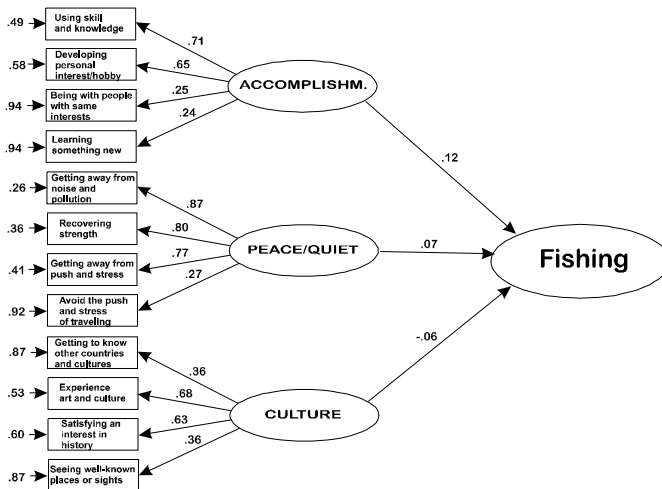 .49
Using skill
and knowledge
.71
.58
Developing
personal
interest/hobby
.65
.94
Being with people
with same
interests
.25
.94
Learning
something new
.24
ACCOMPLISHM.
.12
.26
Getting away from
noise and
pollution
.87
.36
Recovering
strength
.80
.41
Getting away from
push and stress
.77
.92
Avoid the push
and stress
of traveling
.27
PEACE/QUIET
.07
Fishing
.87
Getting to know
other countries
and cultures
.36
.53
Experience
art and culture
.68
.60
Satisfying an
interest in
history
.63
.87
Seeing well-known
places or sights
.36
CULTURE
-.06